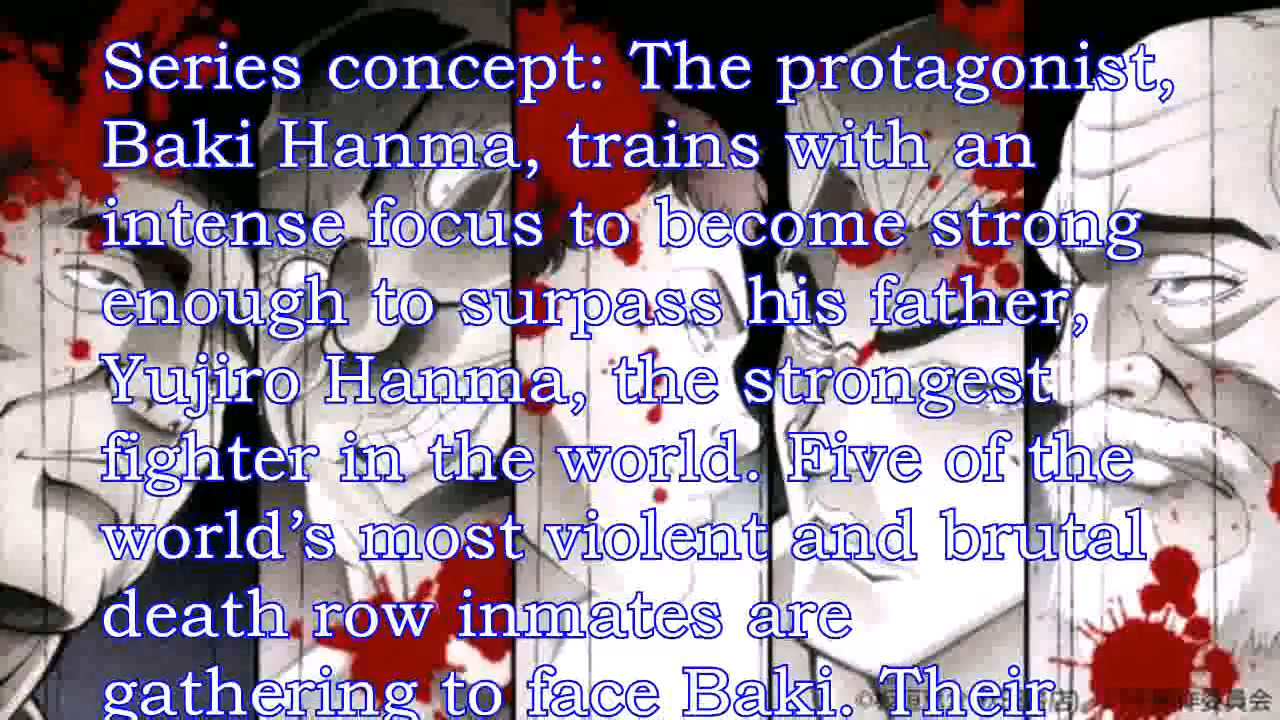 Series concept: The protagonist,
Baki Hanma, trains with an
intense focus to become strong
enough to surpass his father,
Yujiro Hanma, the strongest
fighter in the world. Five of the
world’s most violent and brutal
death row inmates are
gathering to face Baki. Their